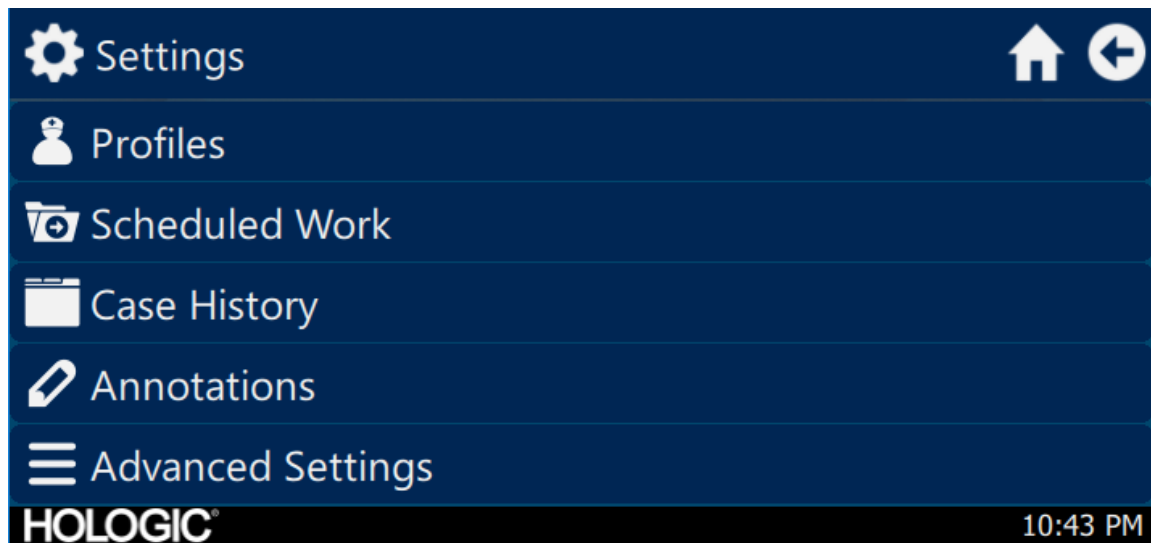 Settings
Profiles
Scheduled Work
Case History
Annotations
Advanced Settings
HOLOGIC® 10:43 PM